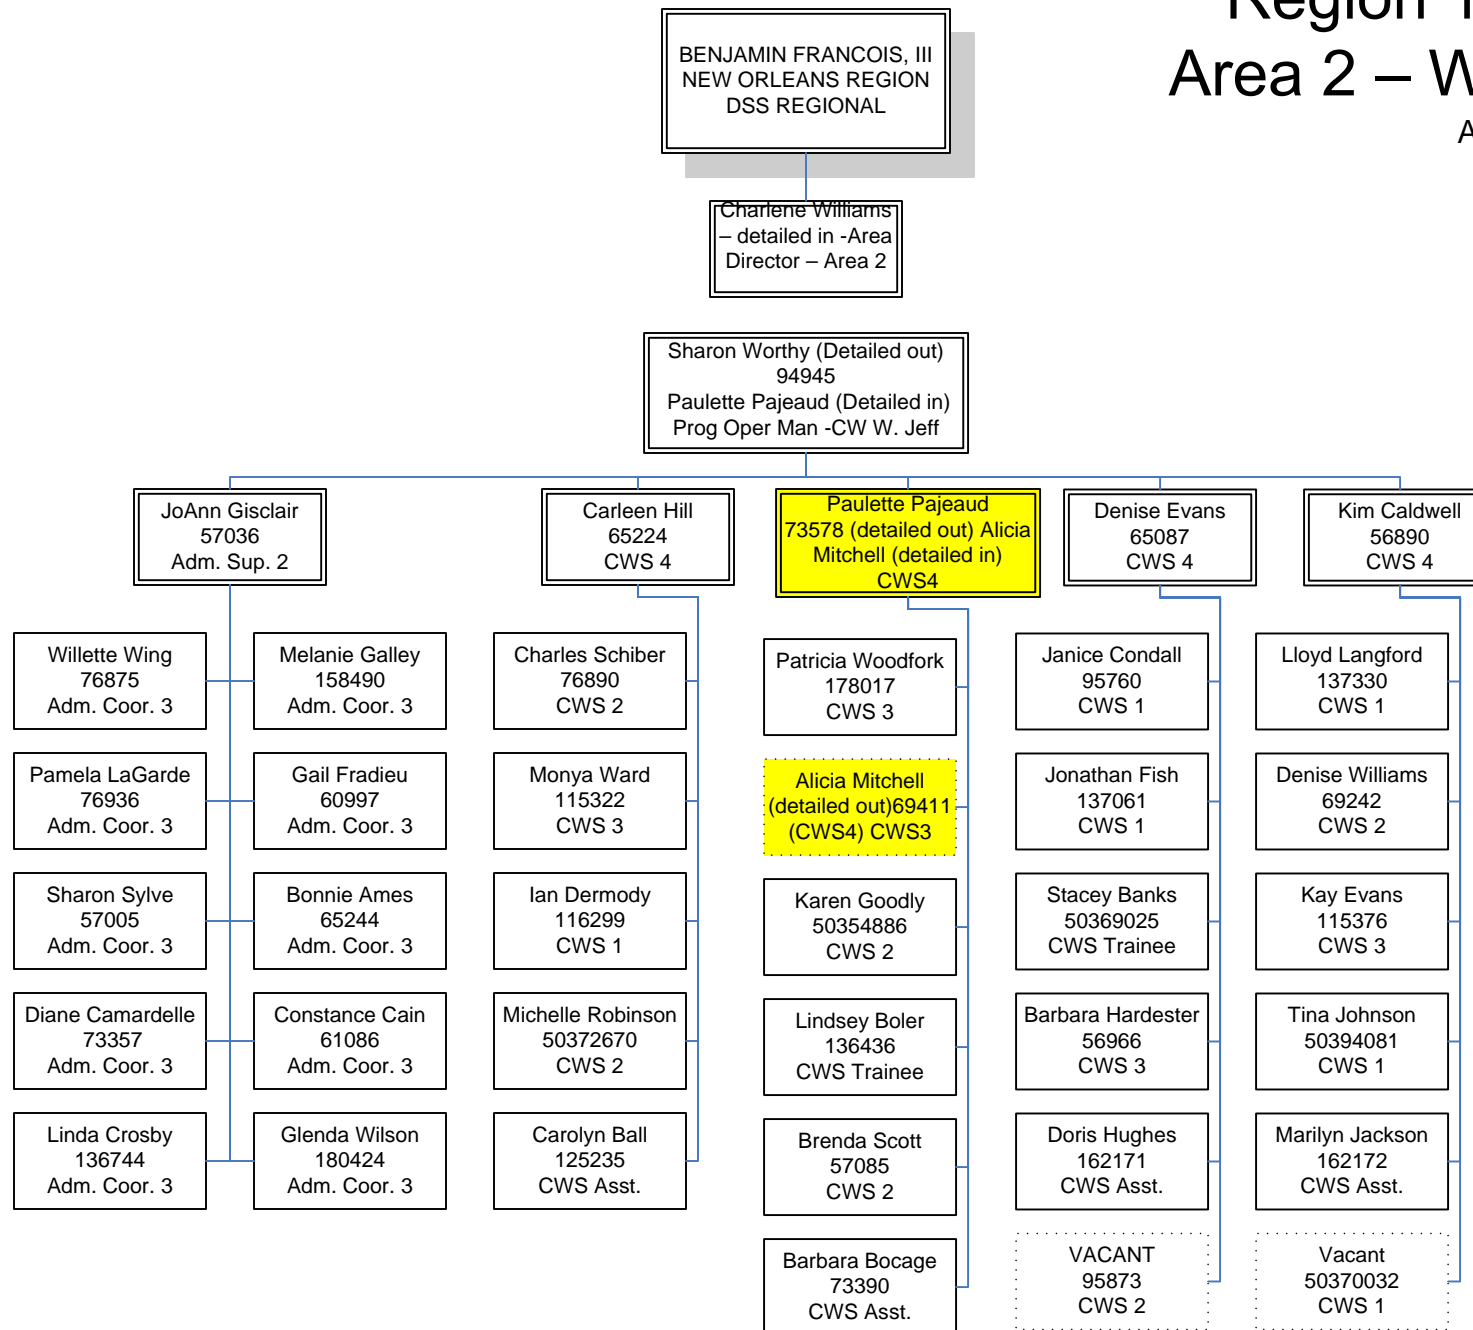 Region
Area 2 –
BENJAMIN FRANCOIS, III
NEW ORLEANS REGION
DSS REGIONAL
Charlene Williams
– detailed in -Area
Director – Area 2
Sharon Worthy (Detailed out)
94945
Paulette Pajeaud (Detailed in)
Prog Oper Man -CW W. Jeff
JoAnn Gisclair
57036
Adm. Sup. 2
Carleen Hill
65224
CWS 4
Paulette Pajeaud
73578 (detailed out) Alicia
Mitchell (detailed in)
CWS4
Denise Evans
65087
CWS 4
Kim Caldwell
56890
CWS 4
Willette Wing
76875
Adm. Coor. 3
Melanie Galley
158490
Adm. Coor. 3
Charles Schiber
76890
CWS 2
Patricia Woodfork
178017
CWS 3
Janice Condall
95760
CWS 1
Lloyd Langford
137330
CWS 1
Pamela LaGarde
76936
Adm. Coor. 3
Gail Fradieu
60997
Adm. Coor. 3
Monya Ward
115322
CWS 3
Alicia Mitchell
(detailed out)69411
(CWS4) CWS3
Jonathan Fish
137061
CWS 1
Denise Williams
69242
CWS 2
Sharon Sylve
57005
Adm. Coor. 3
Bonnie Ames
65244
Adm. Coor. 3
Ian Dermody
116299
CWS 1
Karen Goodly
50354886
CWS 2
Stacey Banks
50369025
CWS Trainee
Kay Evans
115376
CWS 3
Diane Camardelle
73357
Adm. Coor. 3
Constance Cain
61086
Adm. Coor. 3
Michelle Robinson
50372670
CWS 2
Lindsey Boler
136436
CWS Trainee
Barbara Hardester
56966
CWS 3
Tina Johnson
50394081
CWS 1
Linda Crosby
136744
Adm. Coor. 3
Glenda Wilson
180424
Adm. Coor. 3
Carolyn Ball
125235
CWS Asst.
Brenda Scott
57085
CWS 2
Doris Hughes
162171
CWS Asst.
Marilyn Jackson
162172
CWS Asst.
Barbara Bocage
73390
CWS Asst.
VACANT
95873
CWS 2
Vacant
50370032
CWS 1